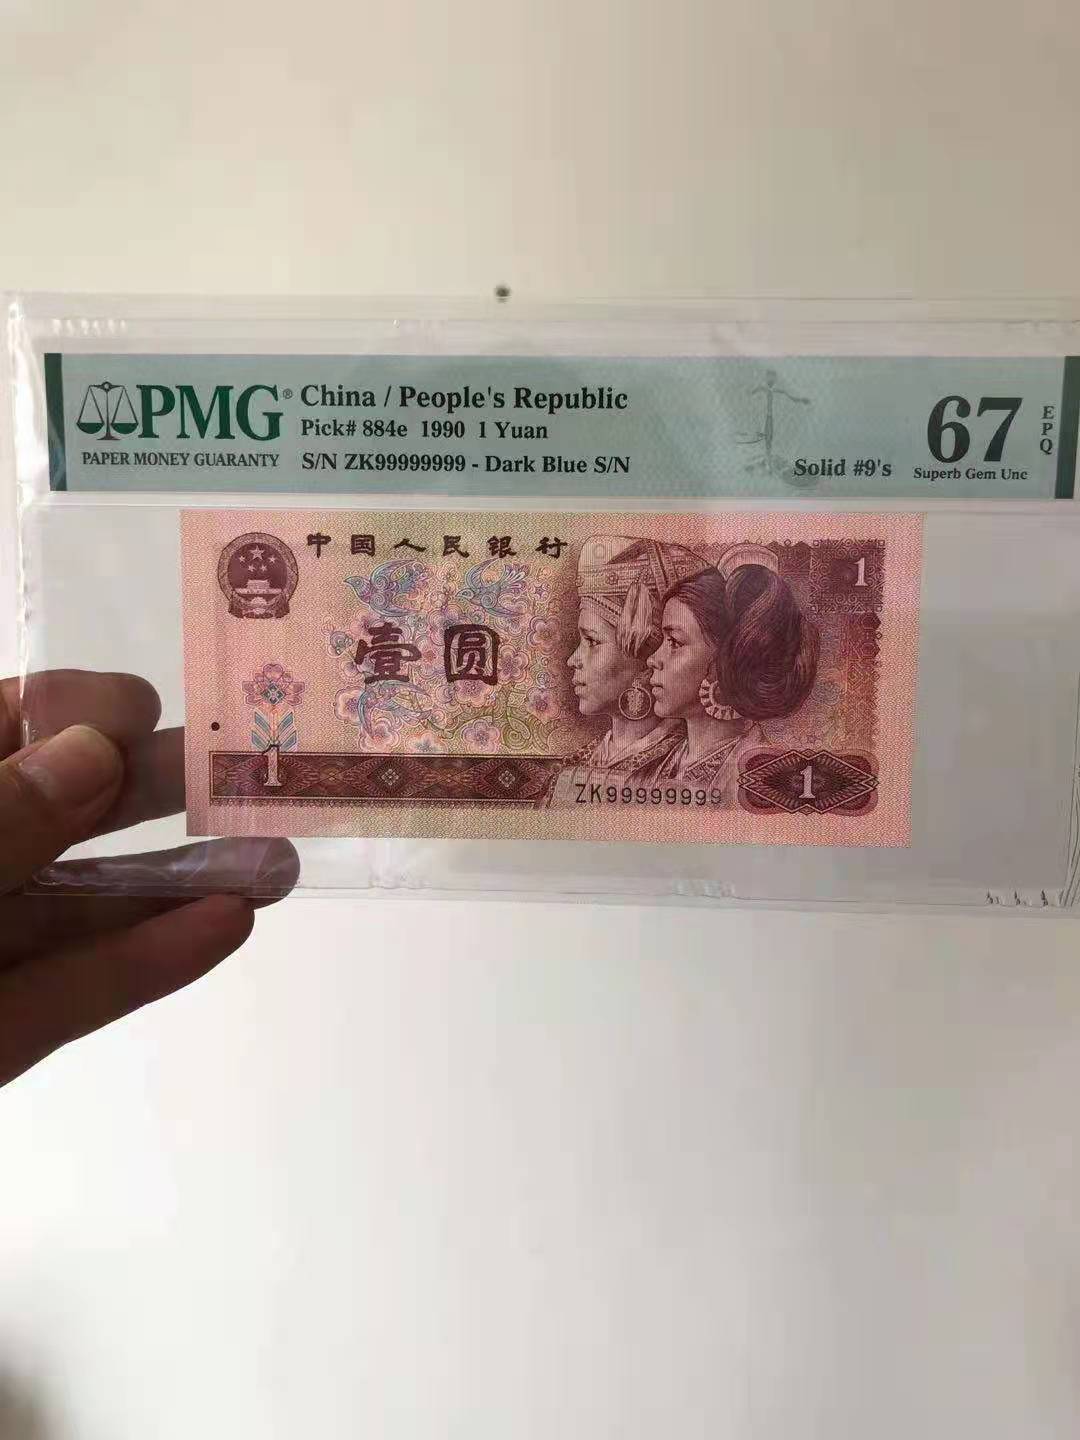 PMG®
PAPER MONEY GUARANTY
China / People's Republic
Pick# 884e 1990 1 Yuan
S/N ZK99999999 - Dark Blue S/N
Solid #9's
67
EPQ
Superb Gem Unc
中国人民银行
1
壹圆
1
ZK99999999
1